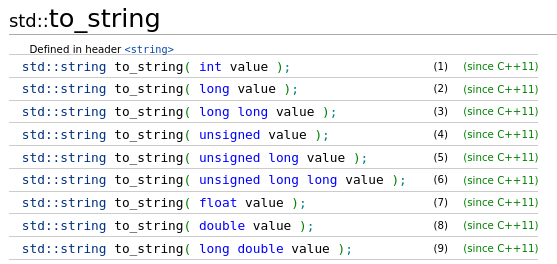 std::to_string
Defined in header <string>
std::string to_string( int value ); (1) (since C++11)
std::string to_string( long value ); (2) (since C++11)
std::string to_string( long long value ); (3) (since C++11)
std::string to_string( unsigned value ); (4) (since C++11)
std::string to_string( unsigned long value ); (5) (since C++11)
std::string to_string( unsigned long long value ); (6) (since C++11)
std::string to_string( float value ); (7) (since C++11)
std::string to_string( double value ); (8) (since C++11)
std::string to_string( long double value ); (9) (since C++11)